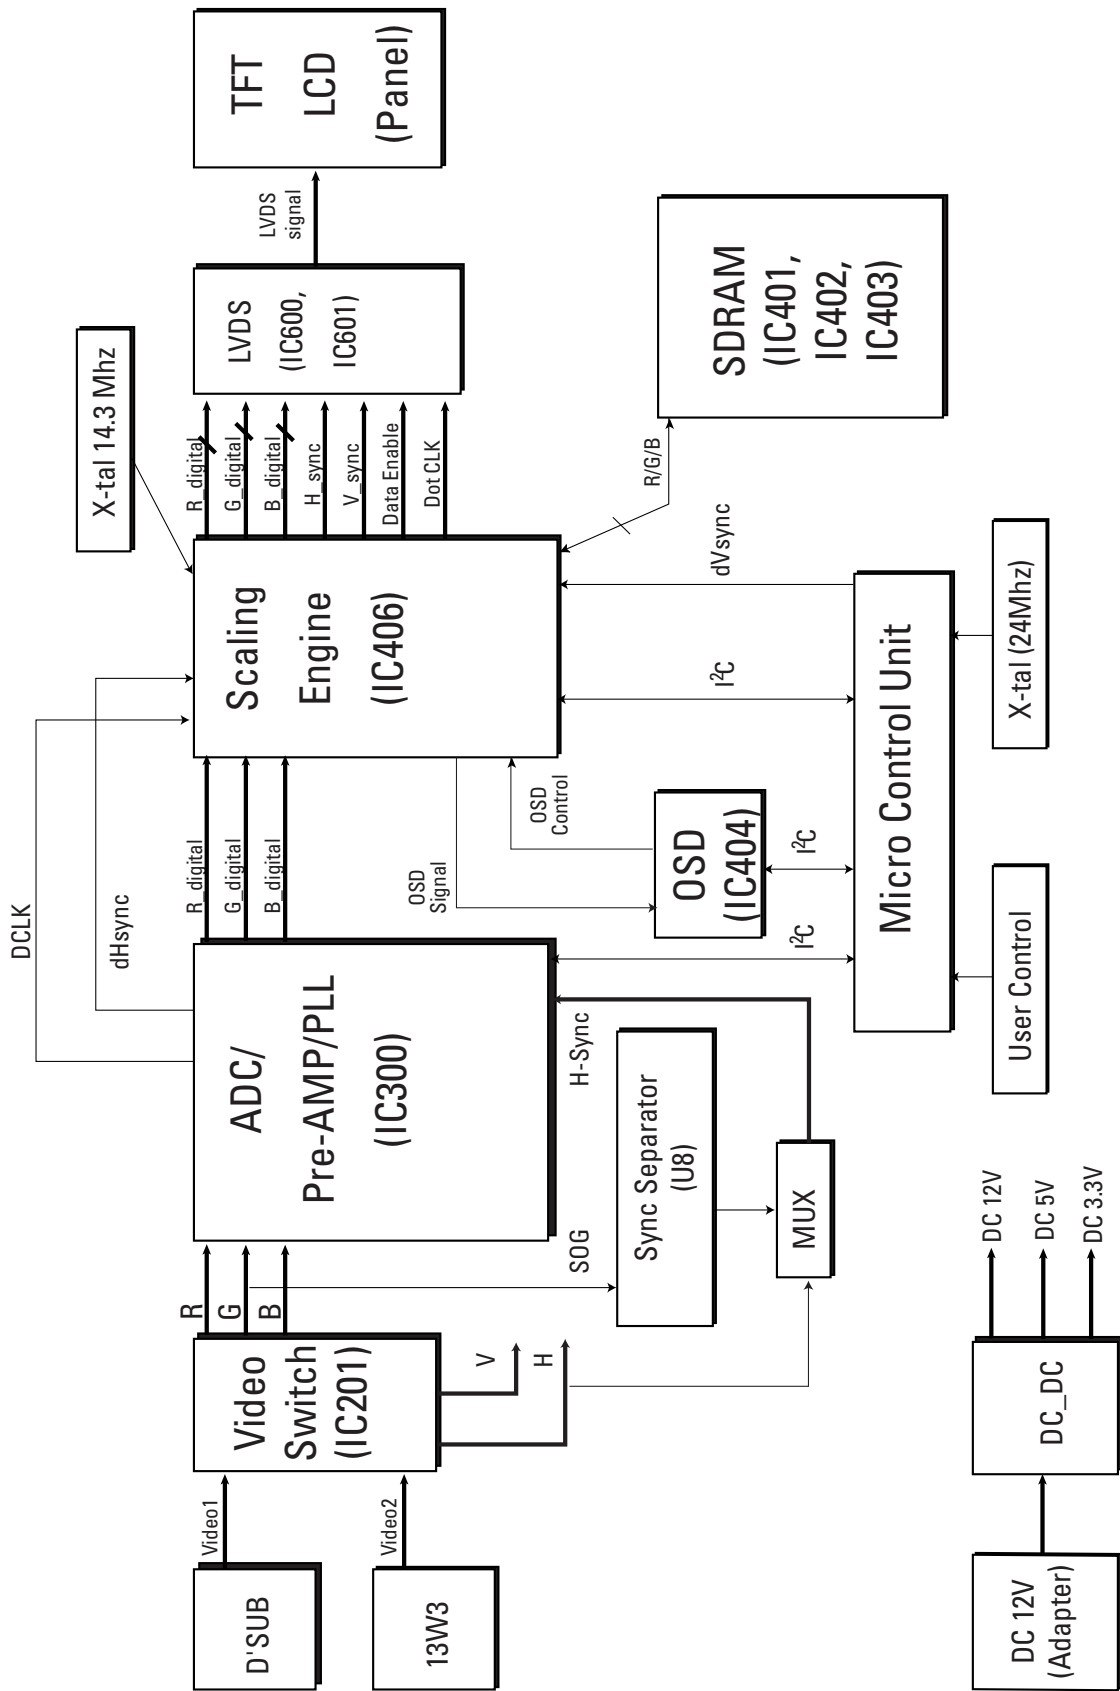 D'SUB
13W3
Video1
Video2
Video
Switch
(IC201)
R
G
B
V
H
SOG
ADC/
Pre-AMP/PLL
(IC300)
H-Sync
Sync Separator
(U8)
MUX
DCLK
dHsync
R_digital
G_digital
B_digital
OSD
Signal
OSD
Control
OSD
(IC404)
I²C
I²C
I²C
Scaling
Engine
(IC406)
dVsync
R/G/B
X-tal 14.3 Mhz
R_digital
G_digital
B_digital
H_sync
V_sync
Data Enable
Dot CLK
LVDS
(IC600,
IC601)
LVDS
signal
TFT
LCD
(Panel)
SDRAM
(IC401,
IC402,
IC403)
Micro Control Unit
User Control
X-tal (24Mhz)
DC 12V
(Adapter)
DC_DC
DC 12V
DC 5V
DC 3.3V